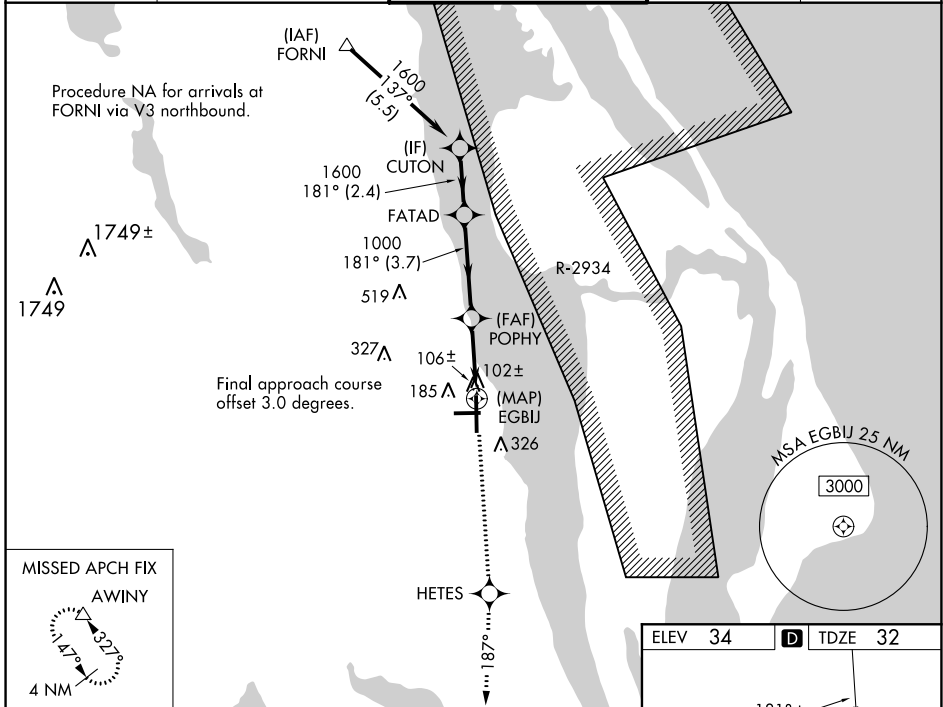 (IAF)
FORNI
1600
137°
(5.5)
Procedure NA for arrivals at
FORNI via V3 northbound.
(IF)
CUTON
1600
181° (2.4)
FATAD
1749±
1000
181° (3.7)
R-2934
519
1749
(FAF)
POPHY
327
106±
102±
Final approach course
offset 3.0 degrees.
185
(MAP)
EGBIJ
326
MSA EGBIJ 25 NM
3000
MISSED APCH FIX
AWINY
HETES
327°
147°
4 NM
187°
ELEV 34 D TDZE 32